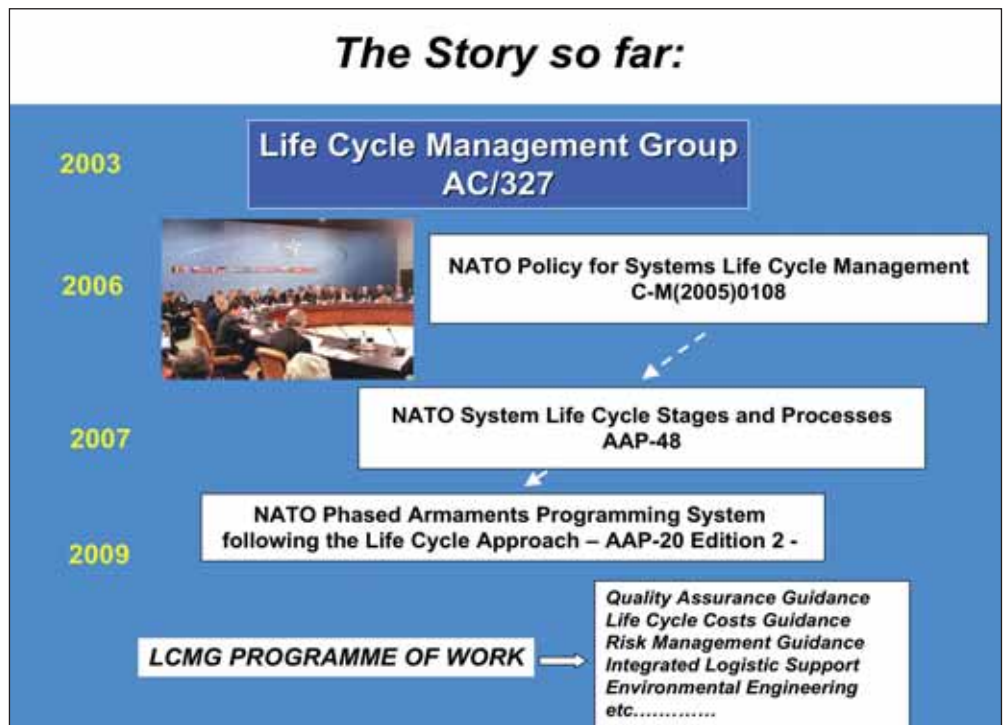 The Story so far:
2003
Life Cycle Management Group
AC/327
2006
NATO Policy for Systems Life Cycle Management
C-M(2005)0108
2007
NATO System Life Cycle Stages and Processes
AAP-48
2009
NATO Phased Armaments Programming System
following the Life Cycle Approach – AAP-20 Edition 2 -
LCMG PROGRAMME OF WORK
Quality Assurance Guidance
Life Cycle Costs Guidance
Risk Management Guidance
Integrated Logistic Support
Environmental Engineering
etc.............